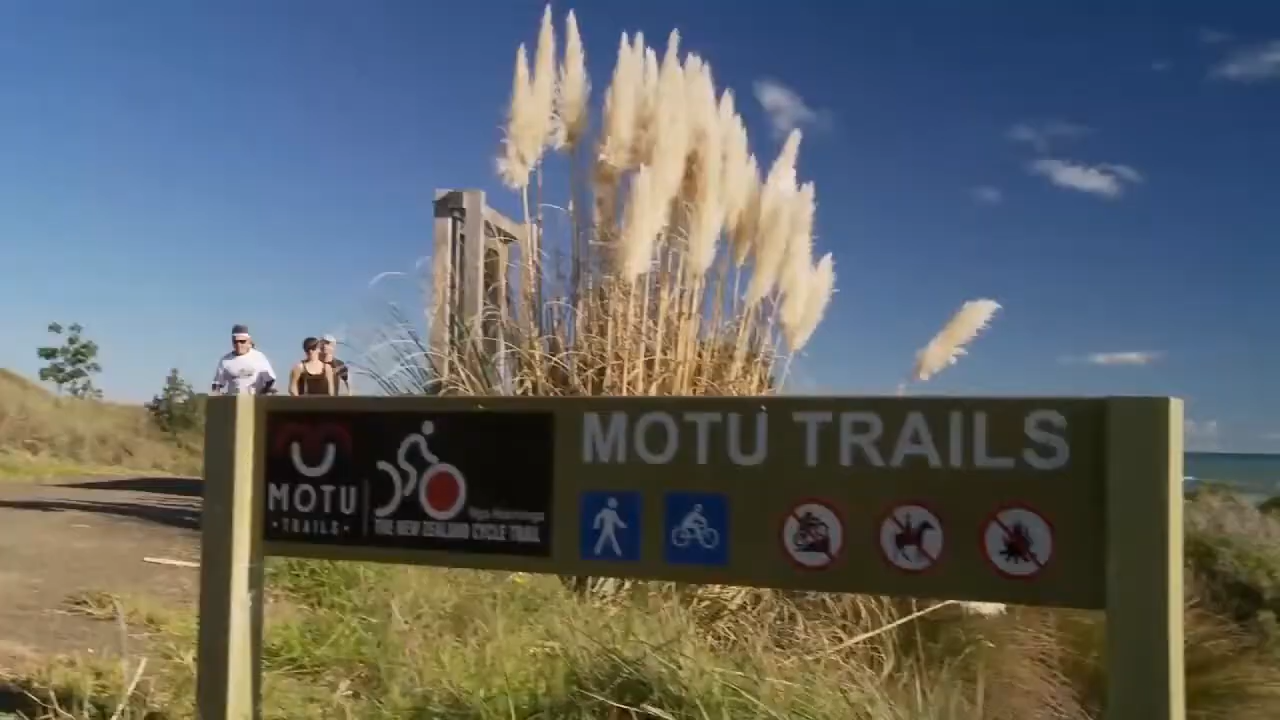 MOTU TRAILS
MOTU
• TRAILS •
THE NEW ZEALAND CYCLE TRAIL